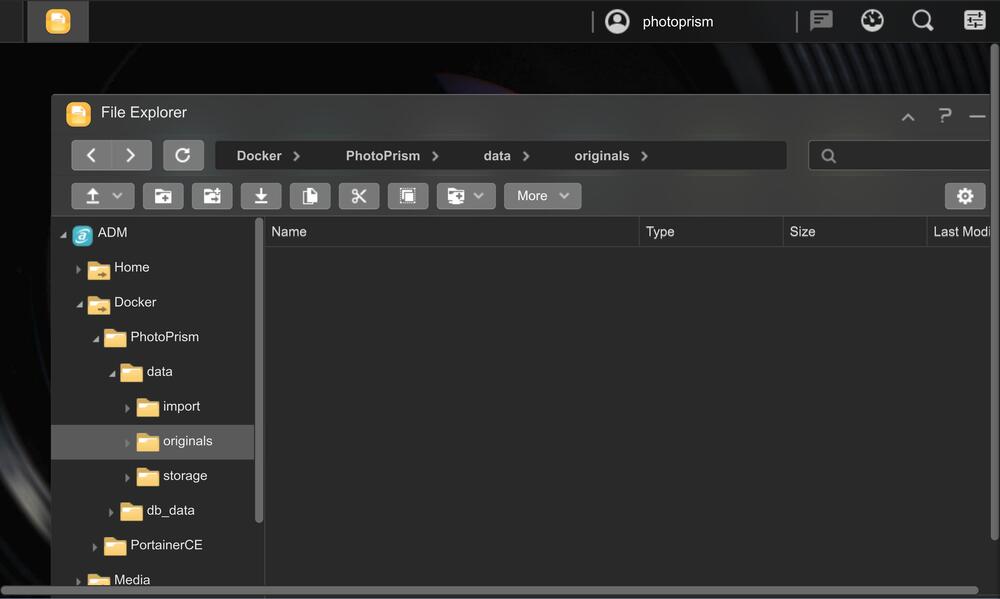 photoprism
File Explorer
Docker PhotoPrism data originals
More
Name Type Size Last Modi
ADM
Home
Docker
PhotoPrism
data
import
originals
storage
db_data
PortainerCE
Media